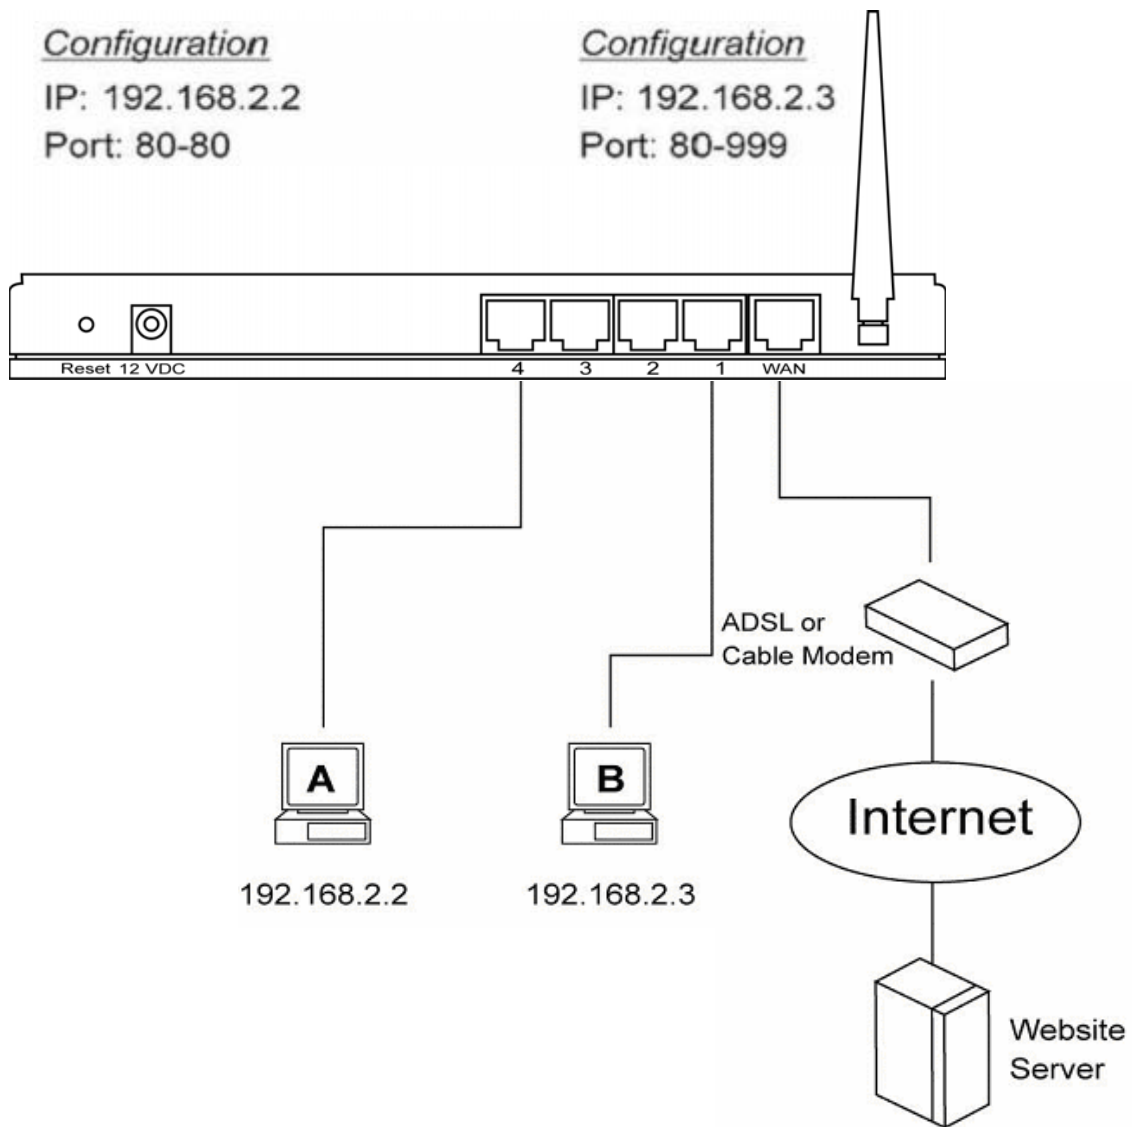 Configuration
IP: 192.168.2.2
Port: 80-80
Configuration
IP: 192.168.2.3
Port: 80-999
Reset 12 VDC
4 3 2 1 WAN
ADSL or
Cable Modem
A
B
Internet
192.168.2.2
192.168.2.3
Website
Server